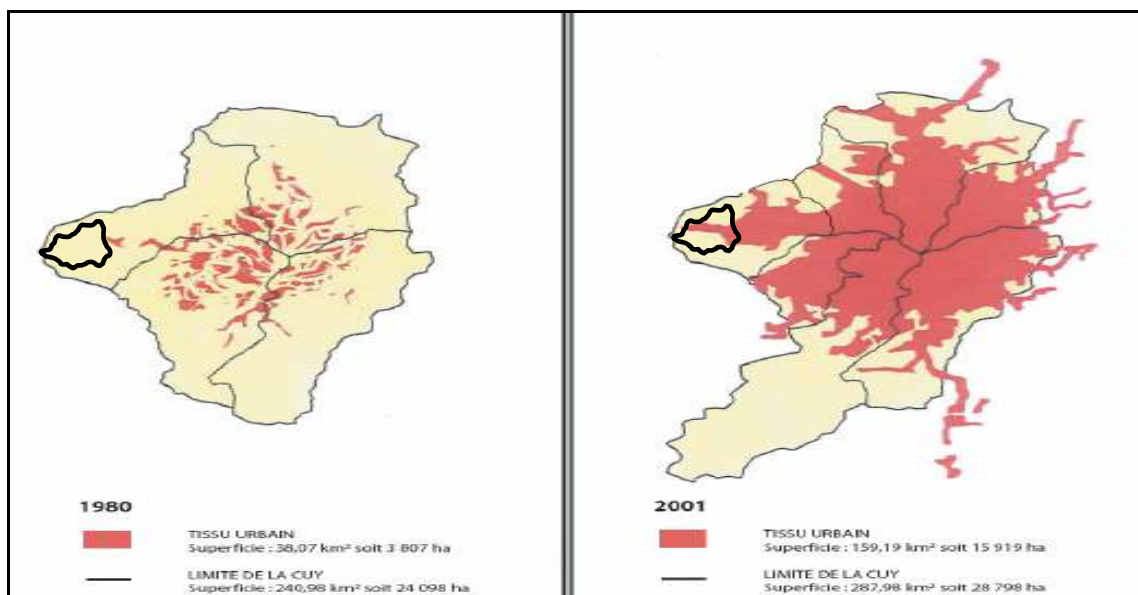 1980
TISSU URBAIN
Superficie : 38,07 km² soit 3 807 ha
LIMITE DE LA CUY
Superficie : 240,98 km² soit 24 098 ha
2001
TISSU URBAIN
Superficie : 159,19 km² soit 15 919 ha
LIMITE DE LA CUY
Superficie : 287,98 km² soit 28 798 ha